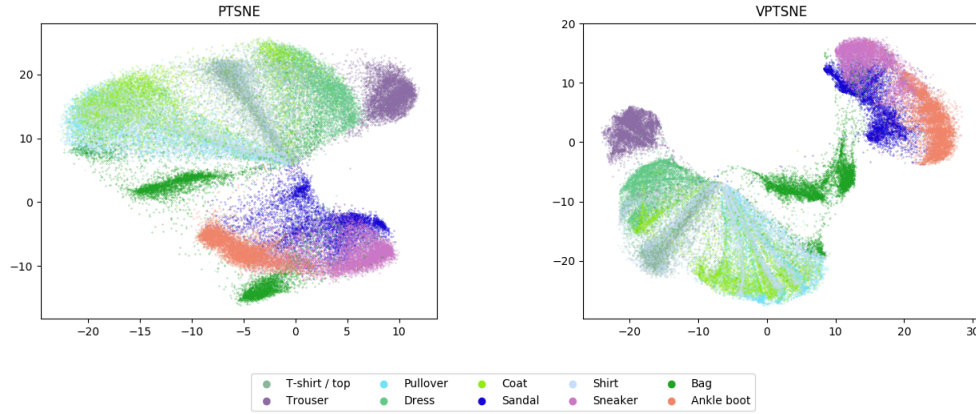 PTSNE
VPTSNE
20
10
0
−10
−20
−15
−10
−5
0
5
10
20
10
0
−10
−20
−20
−10
0
10
20
30
T-shirt / top
Pullover
Coat
Shirt
Bag
Trouser
Dress
Sandal
Sneaker
Ankle boot